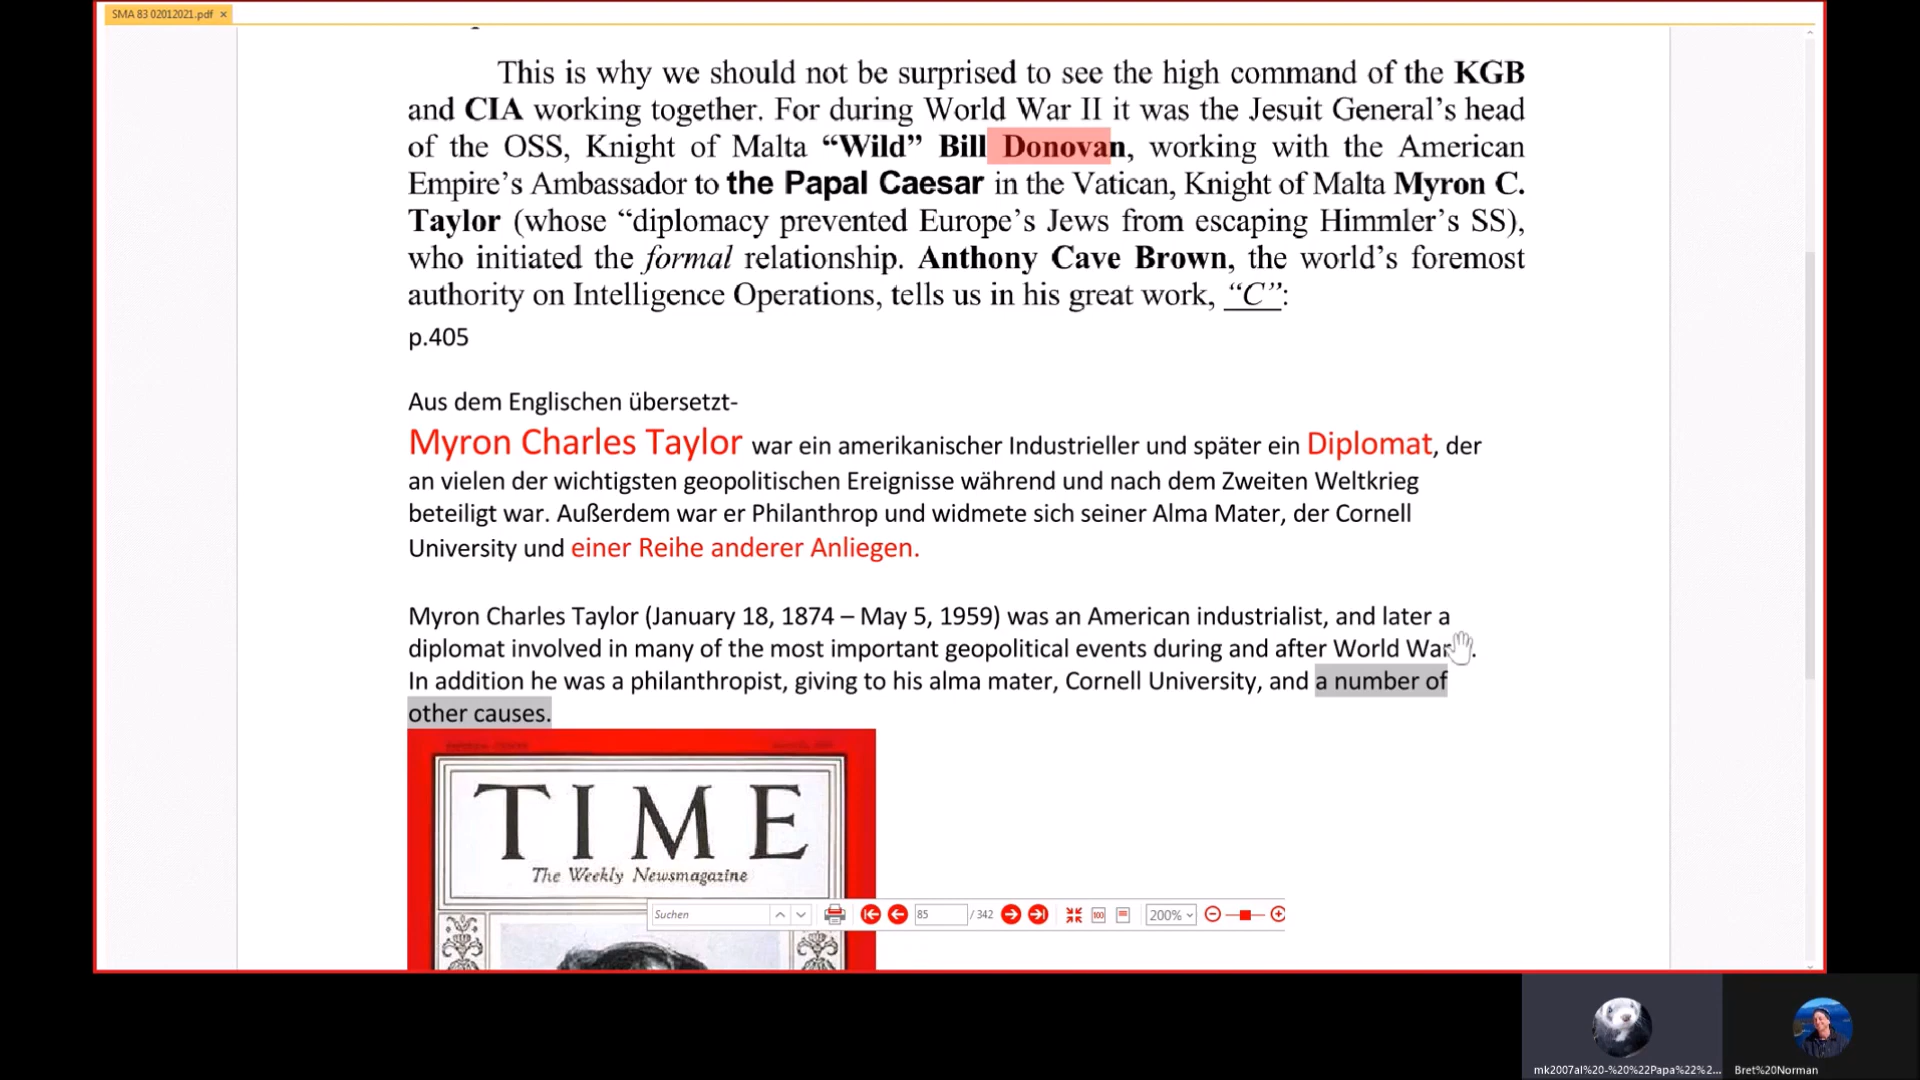 SMA 83 02012021.pdf ×
This is why we should not be surprised to see the high command of the KGB
and CIA working together. For during World War II it was the Jesuit General’s head
of the OSS, Knight of Malta “Wild” Bill Donovan, working with the American
Empire’s Ambassador to the Papal Caesar in the Vatican, Knight of Malta Myron C.
Taylor (whose “diplomacy prevented Europe’s Jews from escaping Himmler’s SS),
who initiated the formal relationship. Anthony Cave Brown, the world’s foremost
authority on Intelligence Operations, tells us in his great work, “C”:
p.405
Aus dem Englischen übersetzt-
Myron Charles Taylor war ein amerikanischer Industrieller und später ein Diplomat, der
an vielen der wichtigsten geopolitischen Ereignisse während und nach dem Zweiten Weltkrieg
beteiligt war. Außerdem war er Philanthrop und widmete sich seiner Alma Mater, der Cornell
University und einer Reihe anderer Anliegen.
Myron Charles Taylor (January 18, 1874 – May 5, 1959) was an American industrialist, and later a
diplomat involved in many of the most important geopolitical events during and after World War .
In addition he was a philanthropist, giving to his alma mater, Cornell University, and a number of
other causes.
TIME
The Weekly Newsmagazine
Suchen 85 / 342 100 200%
mk2007al%20-%20%22Papa%22%2...
Bret%20Norman